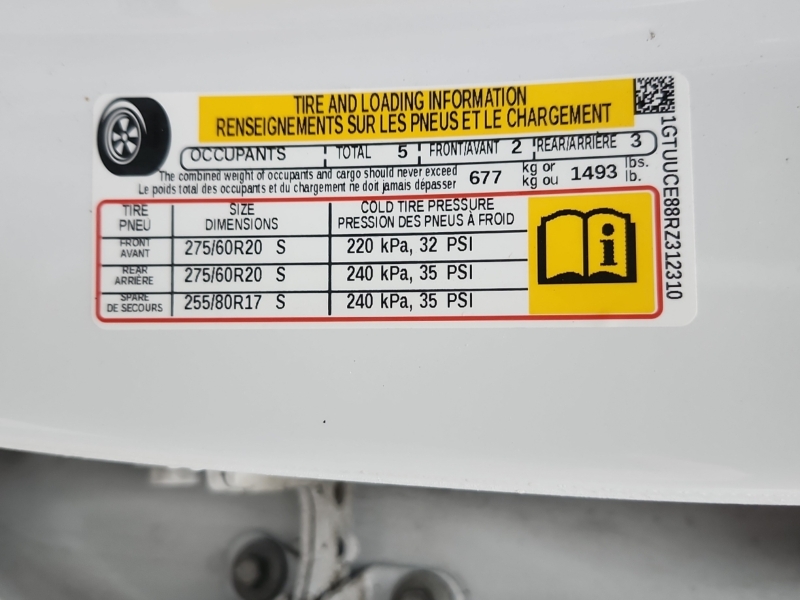 TIRE AND LOADING INFORMATION
RENSEIGNEMENTS SUR LES PNEUS ET LE CHARGEMENT
OCCUPANTS TOTAL 5 FRONT/AVANT 2 REAR/ARRIÈRE 3
The combined weight of occupants and cargo should never exceed 677 kg or 1493 lbs.
Le poids total des occupants et du chargement ne doit jamais dépasser kg ou lb.
TIRE SIZE COLD TIRE PRESSURE
PNEU DIMENSIONS PRESSION DES PNEUS À FROID
FRONT
AVANT 275/60R20 S 220 kPa, 32 PSI
REAR
ARRIÈRE 275/60R20 S 240 kPa, 35 PSI
SPARE
DE SECOURS 255/80R17 S 240 kPa, 35 PSI
1GTUUCE88RZ312310